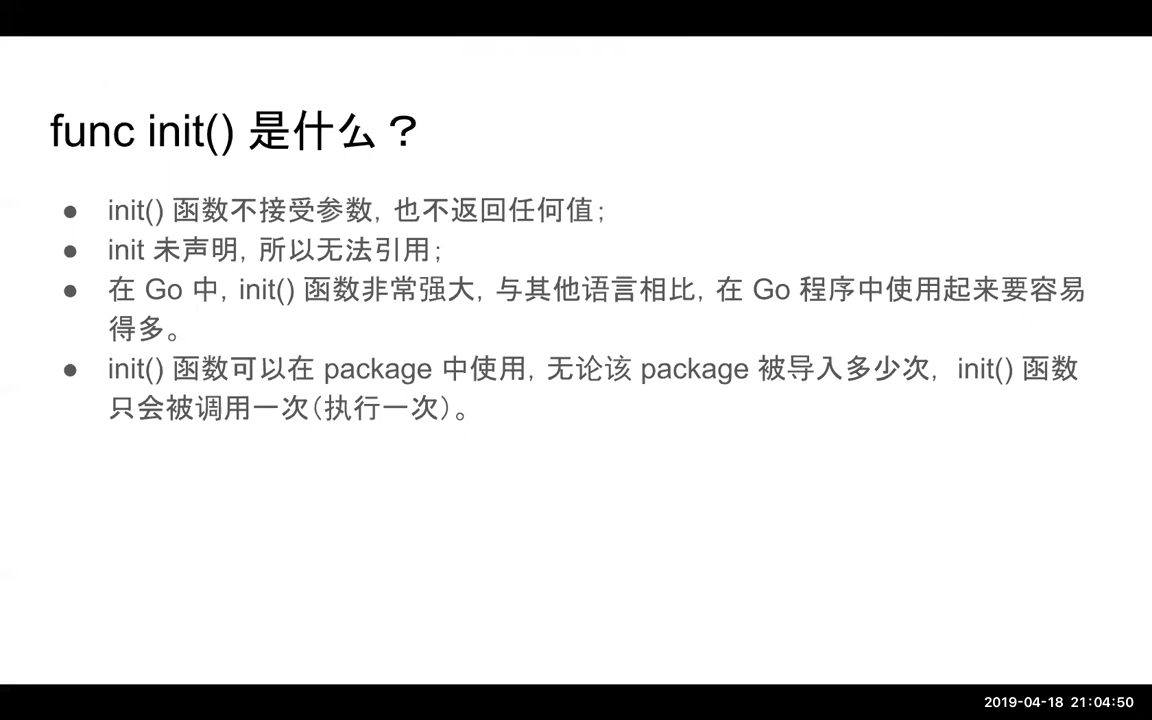 func init() 是什么？
● init() 函数不接受参数，也不返回任何值；
● init 未声明，所以无法引用；
● 在 Go 中，init() 函数非常强大，与其他语言相比，在 Go 程序中使用起来要容易
得多。
● init() 函数可以在 package 中使用，无论该 package 被导入多少次， init() 函数
只会被调用一次（执行一次）。
2019-04-18 21:04:50